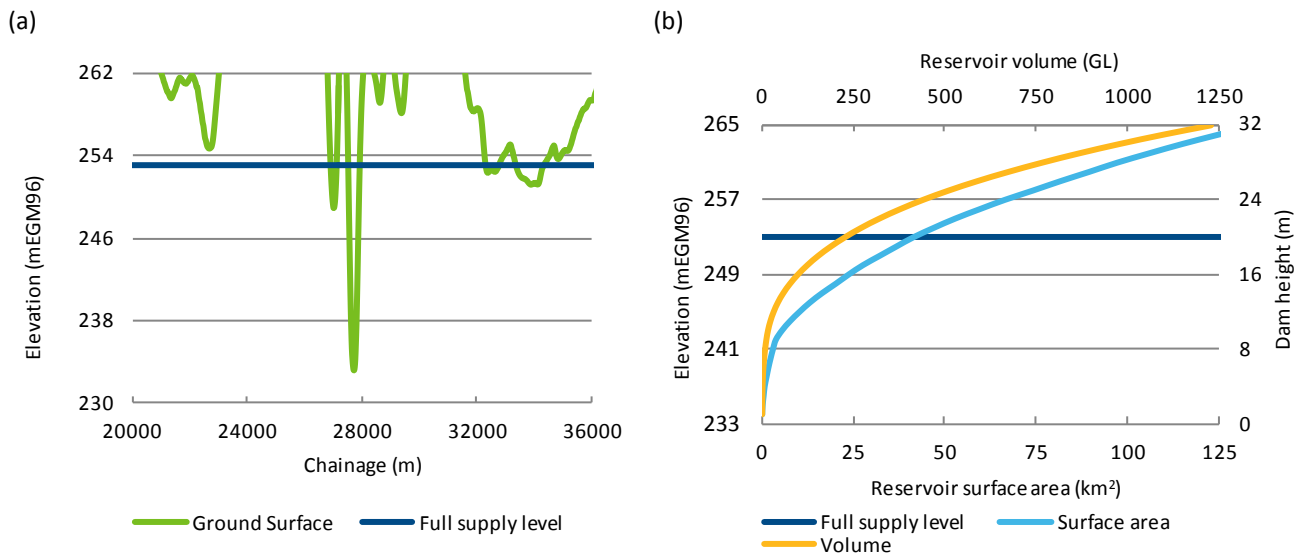 (a)
262
254
246
238
230
Elevation (mEGM96)
20000 24000 28000 32000 36000
Chainage (m)
Ground Surface Full supply level
(b)
Reservoir volume (GL)
0 250 500 750 1000 1250
265
257
249
241
233
Elevation (mEGM96)
32
24
16
8
0
Dam height (m)
0 25 50 75 100 125
Reservoir surface area (km²)
Full supply level Surface area
Volume